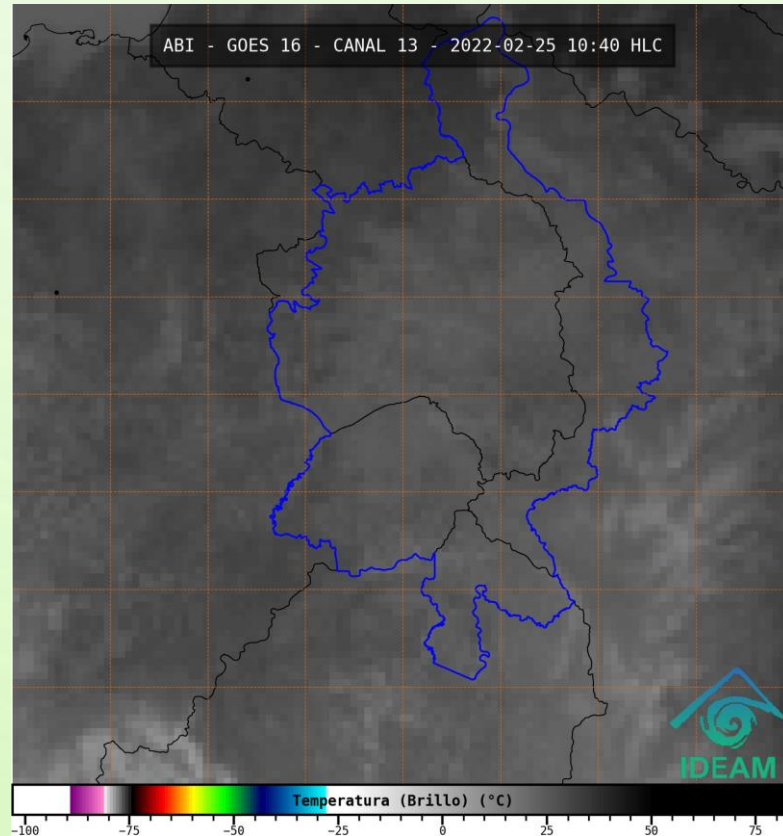 ABI - GOES 16 - CANAL 13 - 2022-02-25 10:40 HLC
IDEAM
Temperatura (Brillo) (°C)
−100 −75 −50 −25 0 25 50 75